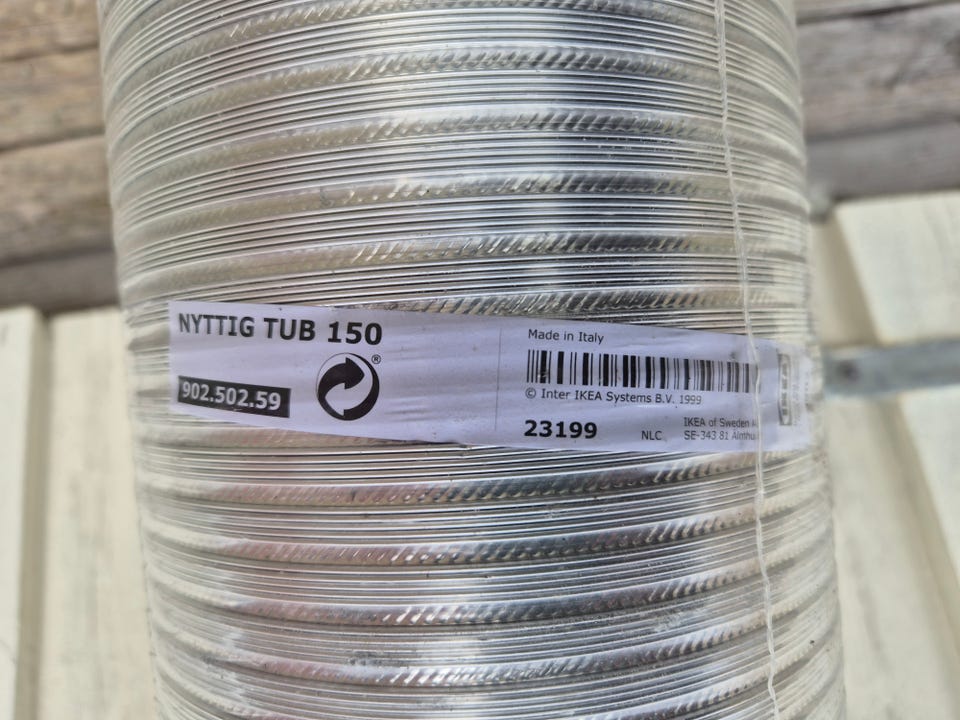 NYTTIG TUB 150
®
902.502.59
Made in Italy
© Inter IKEA Systems B.V. 1999
23199
NLC
IKEA of Sweden
SE-343 81
IKEA